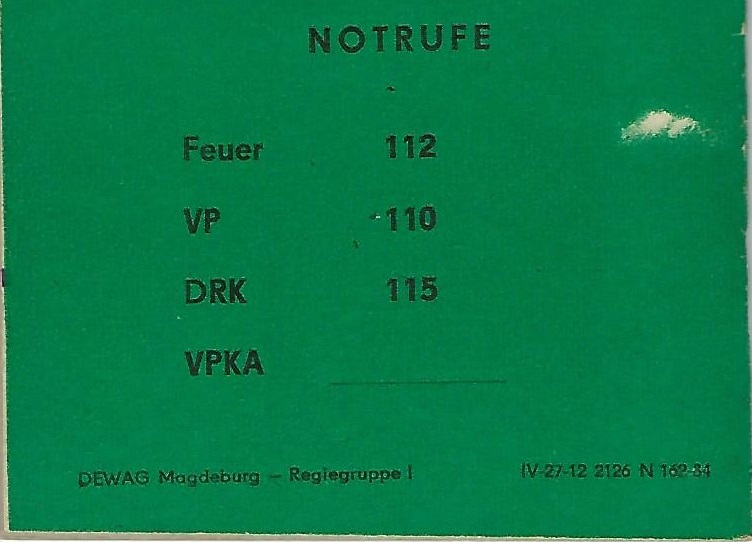 NOTRUFE
Feuer 112
VP 110
DRK 115
VPKA
DEWAG Magdeburg – Regiegruppe I IV-27-12 2126 N 162-84